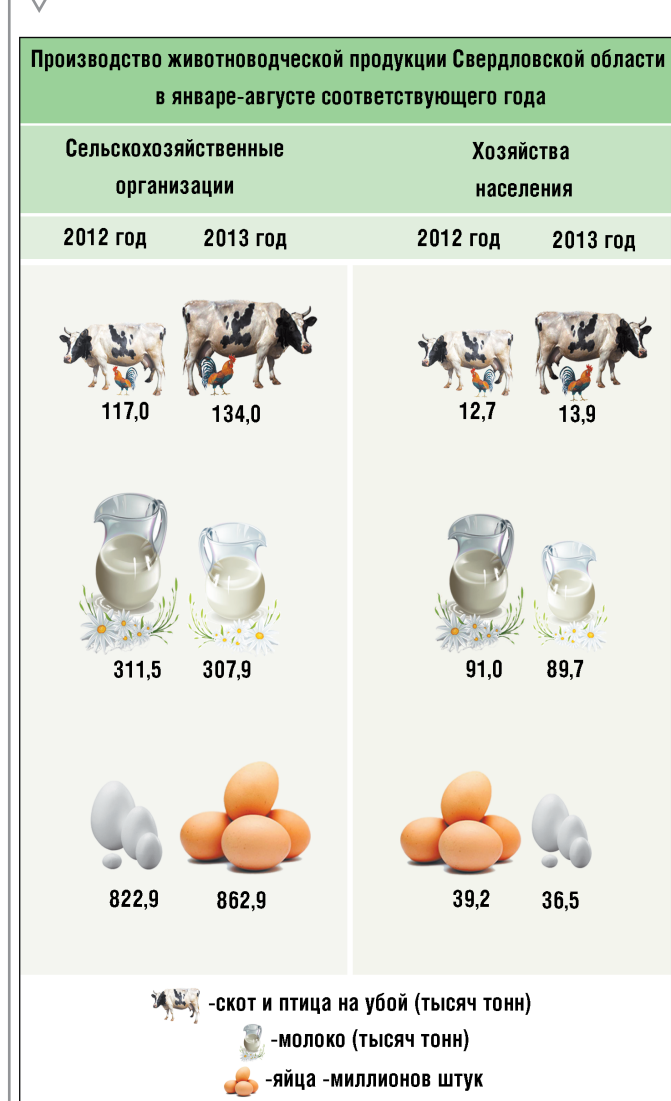 Производство животноводческой продукции Свердловской области
в январе-августе соответствующего года
Сельскохозяйственные
организации
Хозяйства
населения
2012 год 2013 год 2012 год 2013 год
117,0 134,0 12,7 13,9
311,5 307,9 91,0 89,7
822,9 862,9 39,2 36,5
-скот и птица на убой (тысяч тонн)
-молоко (тысяч тонн)
-яйца -миллионов штук